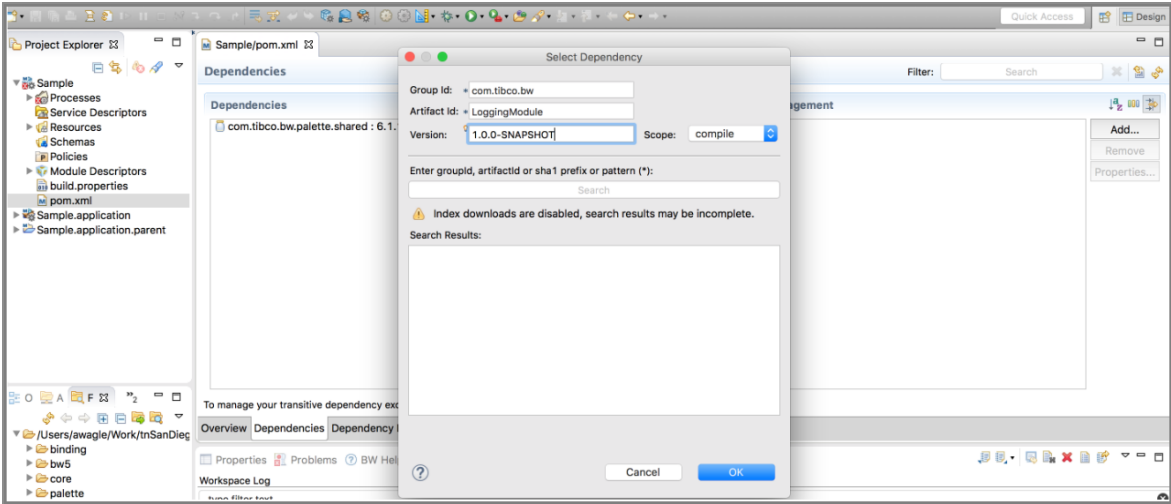 Quick Access
Design
Project Explorer
Sample
Processes
Service Descriptors
Resources
Schemas
Policies
Module Descriptors
build.properties
pom.xml
Sample.application
Sample.application.parent
Sample/pom.xml
Dependencies
Filter:
Search
Dependencies
agement
com.tibco.bw.palette.shared : 6.1.
Add...
Remove
Properties...
To manage your transitive dependency exc
Overview
Dependencies
Dependency
Select Dependency
Group Id: * com.tibco.bw
Artifact Id: * LoggingModule
Version: 1.0.0-SNAPSHOT
Scope: compile
Enter groupId, artifactId or sha1 prefix or pattern (*):
Search
Index downloads are disabled, search results may be incomplete.
Search Results:
Cancel
OK
O
A
F
»2
/Users/awagle/Work/tnSanDieg
binding
bw5
core
palette
Properties
Problems
BW Hel
Workspace Log
type filter text